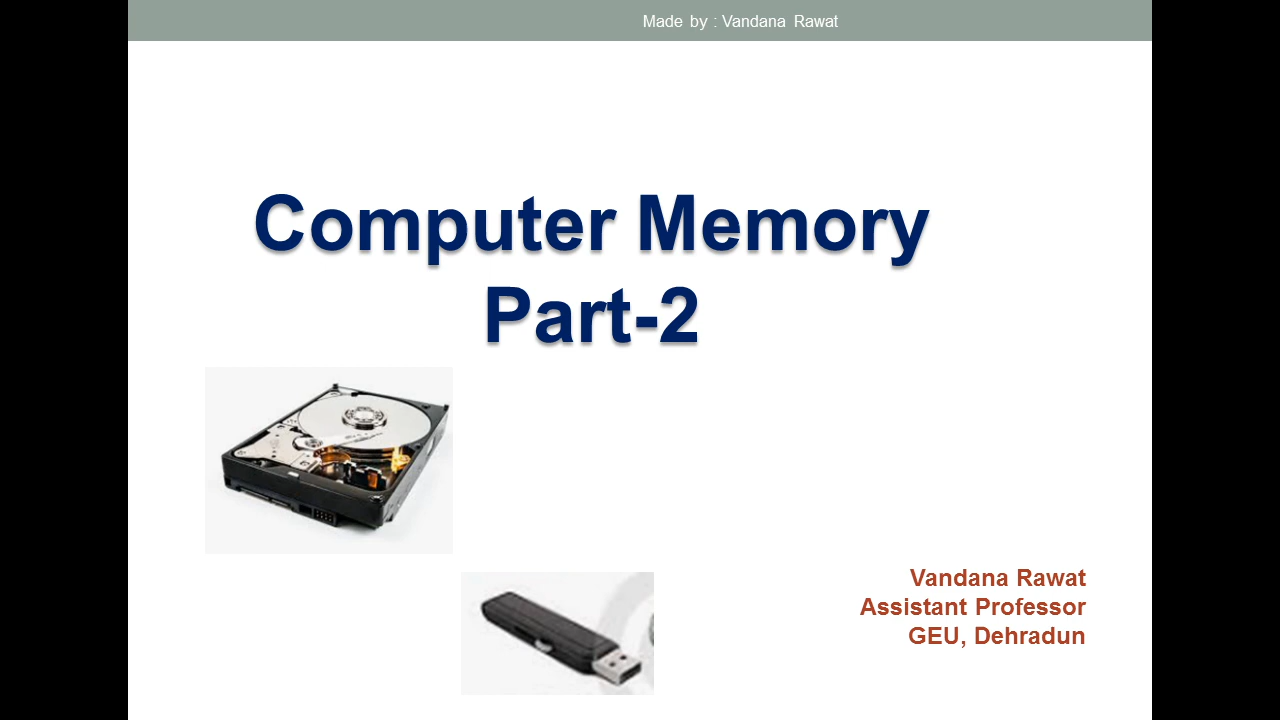 Made by : Vandana Rawat
Computer Memory
Part-2
Vandana Rawat
Assistant Professor
GEU, Dehradun